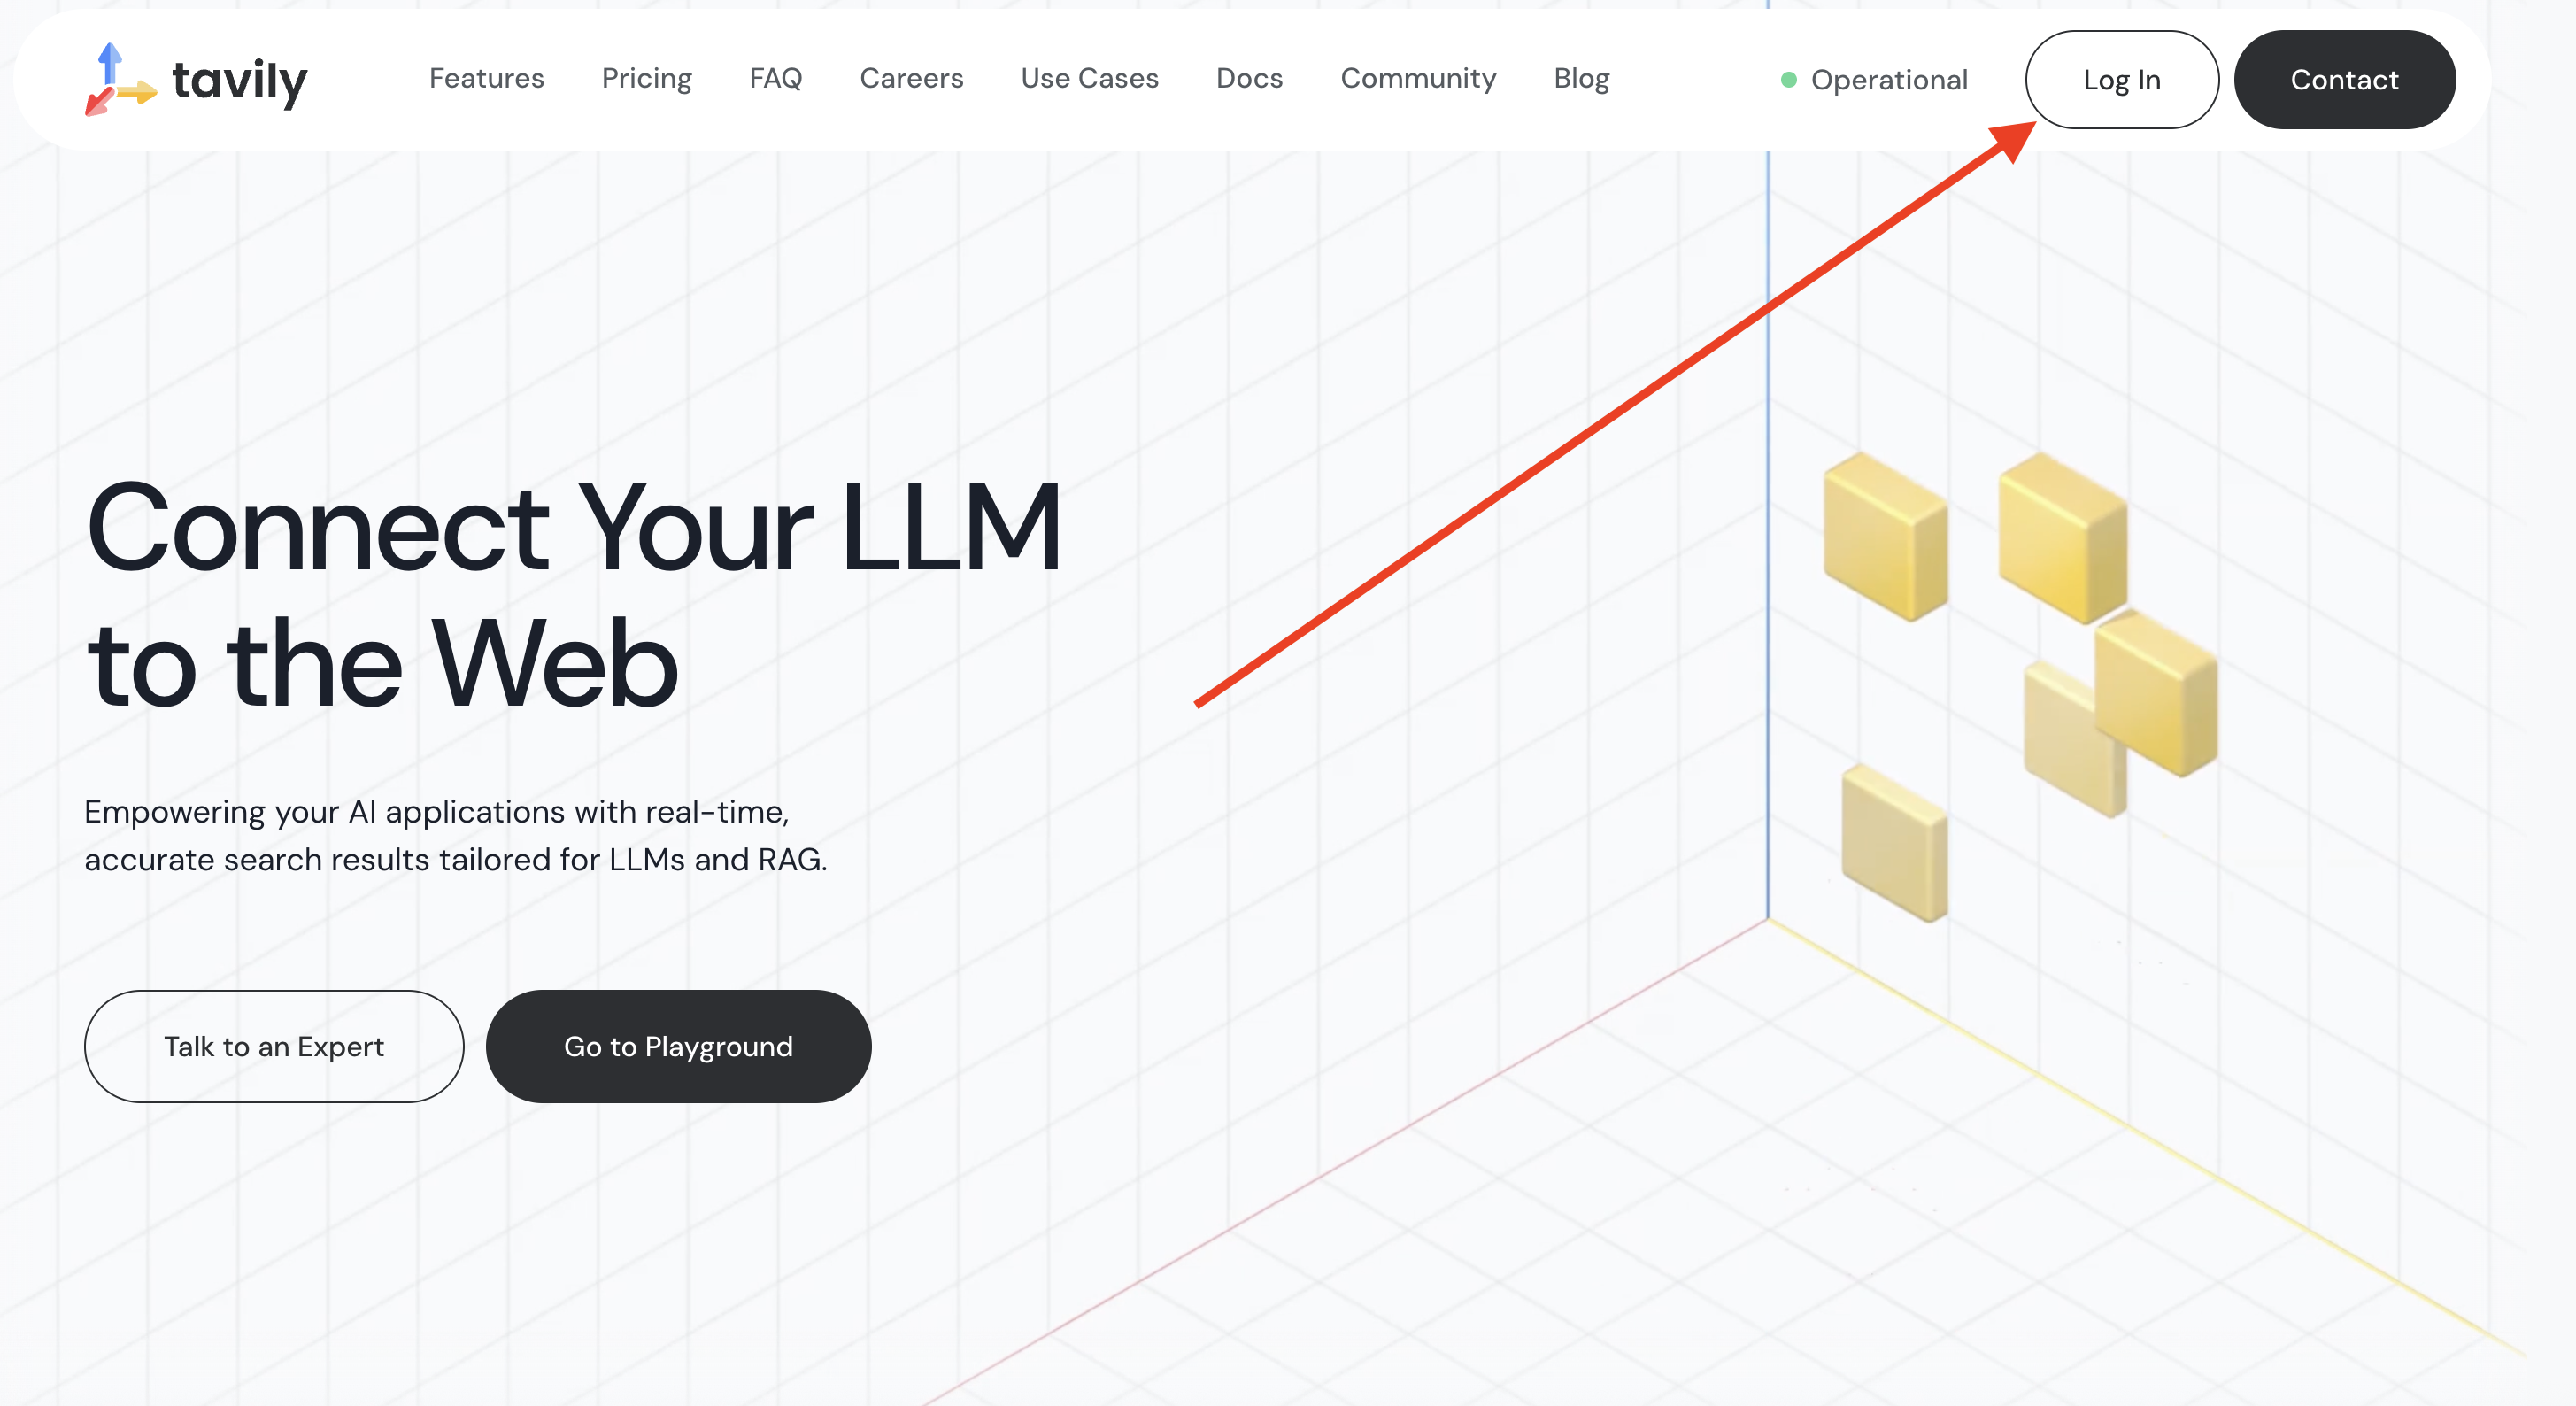 tavily
Features Pricing FAQ Careers Use Cases Docs Community Blog Operational Log In Contact
Connect Your LLM
to the Web
Empowering your AI applications with real-time,
accurate search results tailored for LLMs and RAG.
Talk to an Expert Go to Playground